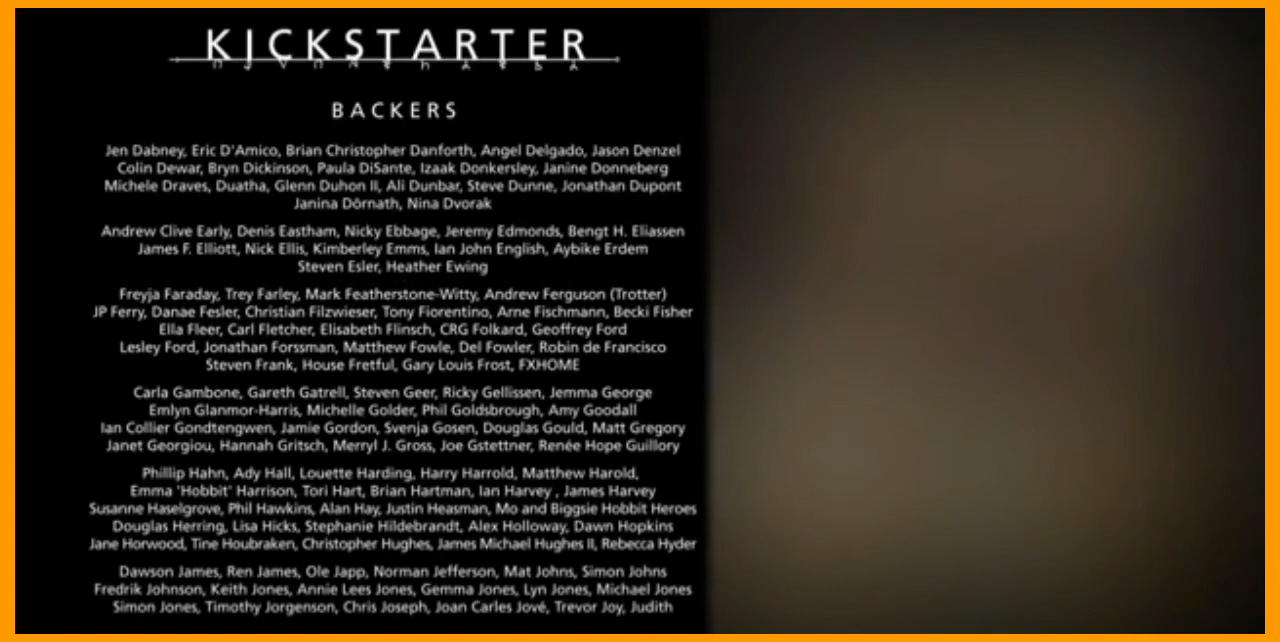 KICKSTARTER
BACKERS
Jen Dabney, Eric D'Amico, Brian Christopher Danforth, Angel Delgado, Jason Denzel
Colin Dewar, Bryn Dickinson, Paula DiSante, Izaak Donkersley, Janine Donneberg
Michele Draves, Duatha, Glenn Duhon II, Ali Dunbar, Steve Dunne, Jonathan Dupont
Janina Dörnath, Nina Dvorak
Andrew Clive Early, Denis Eastham, Nicky Ebbage, Jeremy Edmonds, Bengt H. Eliassen
James F. Elliott, Nick Ellis, Kimberley Emms, Ian John English, Aybike Erdem
Steven Esler, Heather Ewing
Freyja Faraday, Trey Farley, Mark Featherstone-Witty, Andrew Ferguson (Trotter)
JP Ferry, Danae Fesler, Christian Filzwieser, Tony Fiorentino, Arne Fischmann, Becki Fisher
Ella Fleer, Carl Fletcher, Elisabeth Flinsch, CRG Folkard, Geoffrey Ford
Lesley Ford, Jonathan Forssman, Matthew Fowle, Del Fowler, Robin de Francisco
Steven Frank, House Fretful, Gary Louis Frost, FXHOME
Carla Gambone, Gareth Gatrell, Steven Geer, Ricky Gellissen, Jemma George
Emlyn Glanmor-Harris, Michelle Golder, Phil Goldsbrough, Amy Goodall
Ian Collier Gondtengwen, Jamie Gordon, Svenja Gosen, Douglas Gould, Matt Gregory
Janet Georgiou, Hannah Gritsch, Merryl J. Gross, Joe Gstettner, Renée Hope Guillory
Phillip Hahn, Ady Hall, Louette Harding, Harry Harrold, Matthew Harold,
Emma 'Hobbit' Harrison, Tori Hart, Brian Hartman, Ian Harvey , James Harvey
Susanne Haselgrove, Phil Hawkins, Alan Hay, Justin Heasman, Mo and Biggsie Hobbit Heroes
Douglas Herring, Lisa Hicks, Stephanie Hildebrandt, Alex Holloway, Dawn Hopkins
Jane Horwood, Tine Houbraken, Christopher Hughes, James Michael Hughes II, Rebecca Hyder
Dawson James, Ren James, Ole Japp, Norman Jefferson, Mat Johns, Simon Johns
Fredrik Johnson, Keith Jones, Annie Lees Jones, Gemma Jones, Lyn Jones, Michael Jones
Simon Jones, Timothy Jorgenson, Chris Joseph, Joan Carles Jové, Trevor Joy, Judith